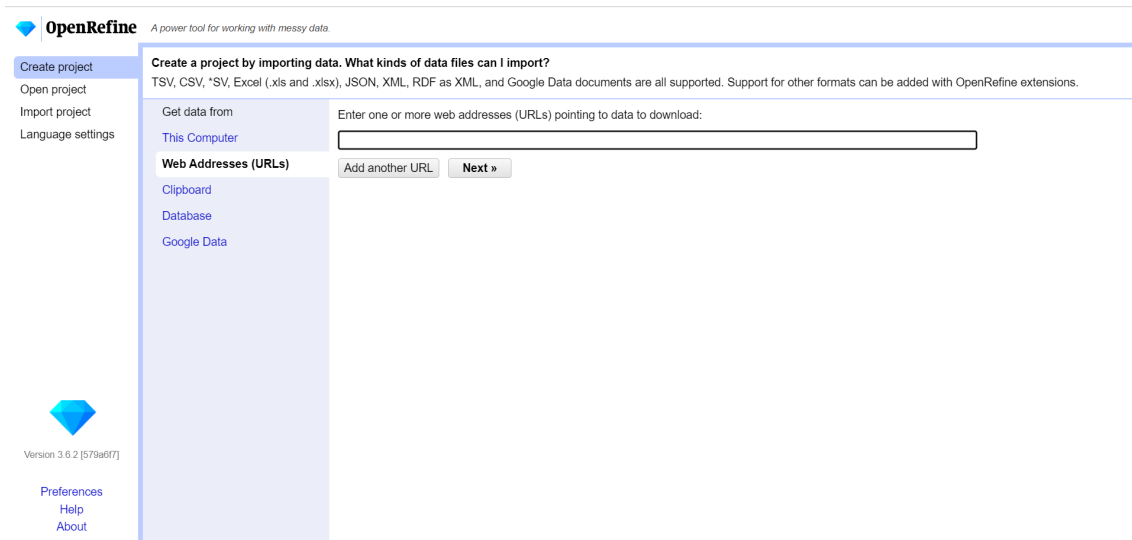 OpenRefine A power tool for working with messy data.
Create project
Open project
Import project
Language settings
Create a project by importing data. What kinds of data files can I import?
TSV, CSV, *SV, Excel (.xls and .xlsx), JSON, XML, RDF as XML, and Google Data documents are all supported. Support for other formats can be added with OpenRefine extensions.
Get data from
This Computer
Web Addresses (URLs)
Clipboard
Database
Google Data
Enter one or more web addresses (URLs) pointing to data to download:
Add another URL Next »
Version 3.6.2 [579a6f7]
Preferences
Help
About